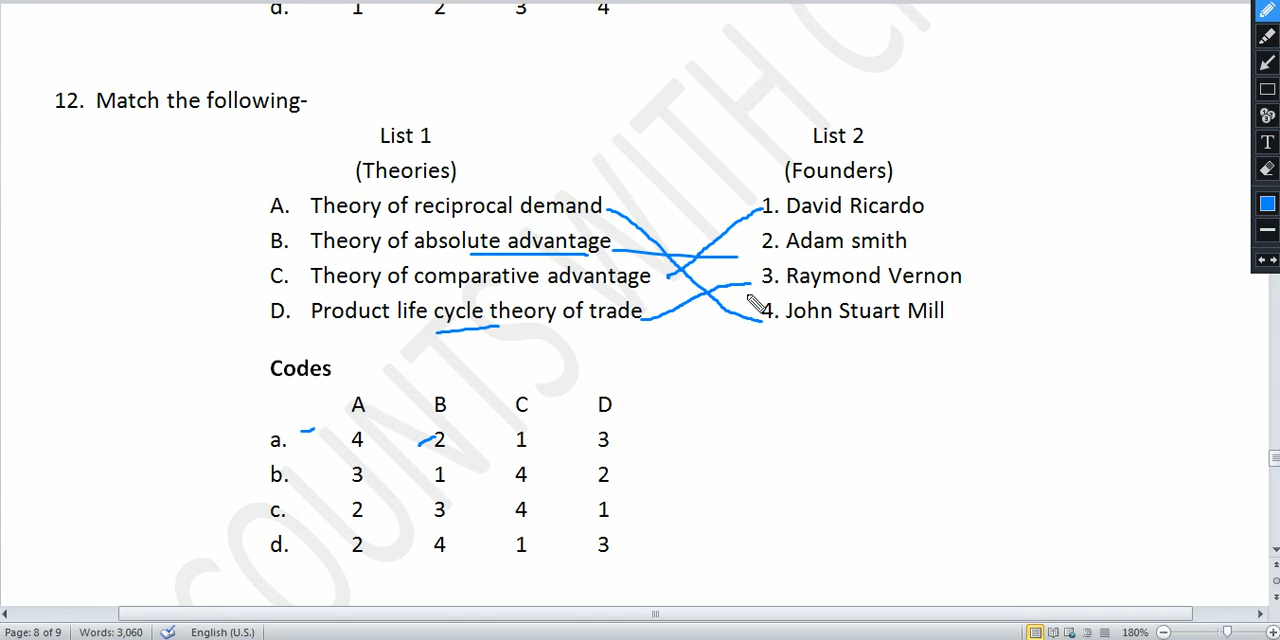 d. 1 2 3 4
12. Match the following-
List 1 List 2
(Theories) (Founders)
A. Theory of reciprocal demand 1. David Ricardo
B. Theory of absolute advantage 2. Adam smith
C. Theory of comparative advantage 3. Raymond Vernon
D. Product life cycle theory of trade 4. John Stuart Mill
Codes
A B C D
a. 4 2 1 3
b. 3 1 4 2
c. 2 3 4 1
d. 2 4 1 3
OUNTS WITH
Page: 8 of 9 Words: 3,060 English (U.S.) 180%